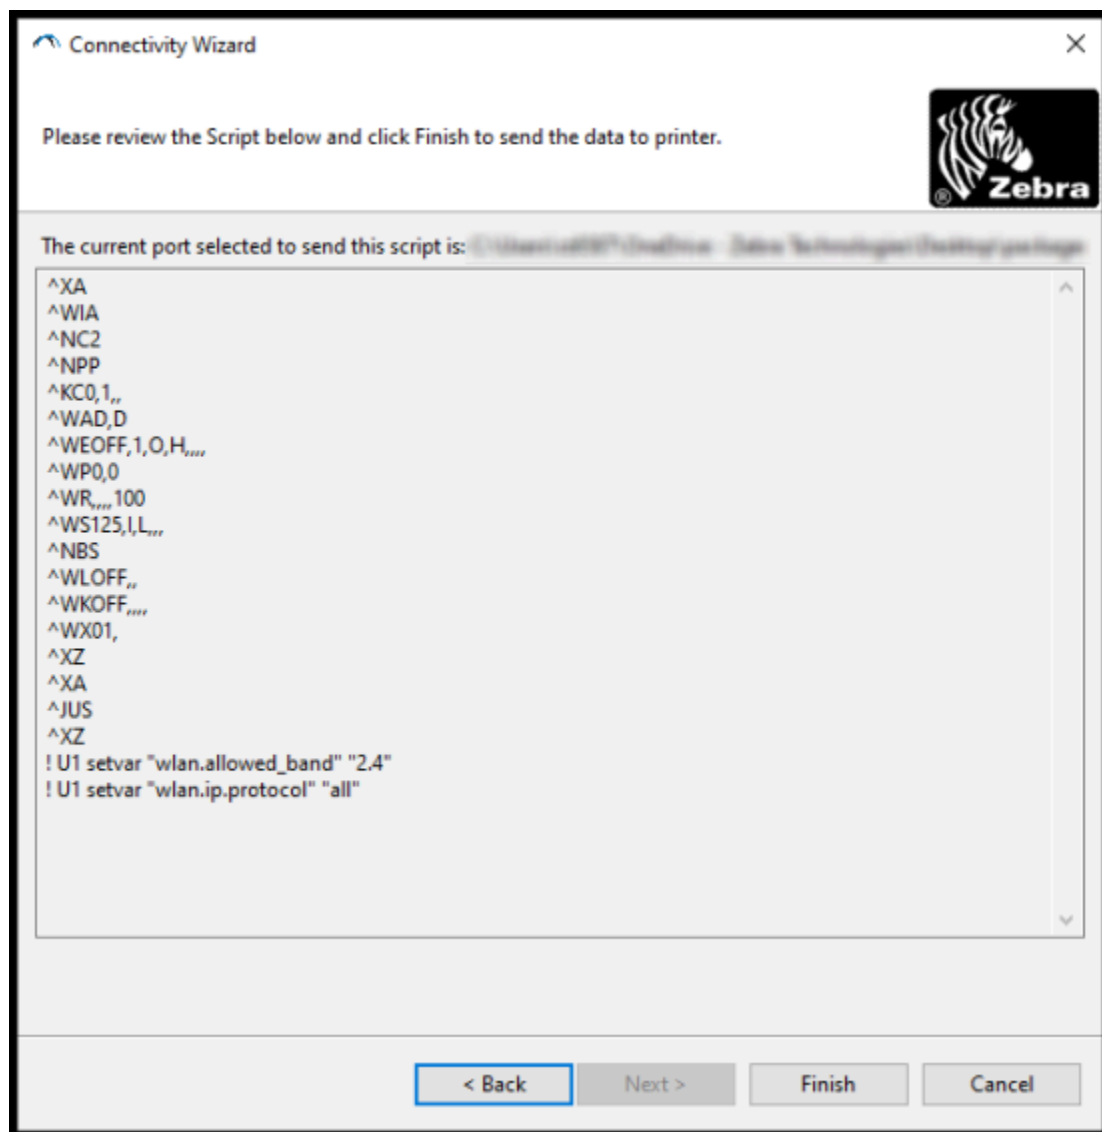 Connectivity Wizard
Please review the Script below and click Finish to send the data to printer.
Zebra
®
The current port selected to send this script is:
^XA
^WIA
^NC2
^NPP
^KC0,1,,
^WAD,D
^WEOFF,1,O,H,,,,
^WP0,0
^WR,,,,100
^WS125,I,L,,,
^NBS
^WLOFF,,
^WKOFF,,,,
^WX01,
^XZ
^XA
^JUS
^XZ
! U1 setvar "wlan.allowed_band" "2.4"
! U1 setvar "wlan.ip.protocol" "all"
< Back
Next >
Finish
Cancel